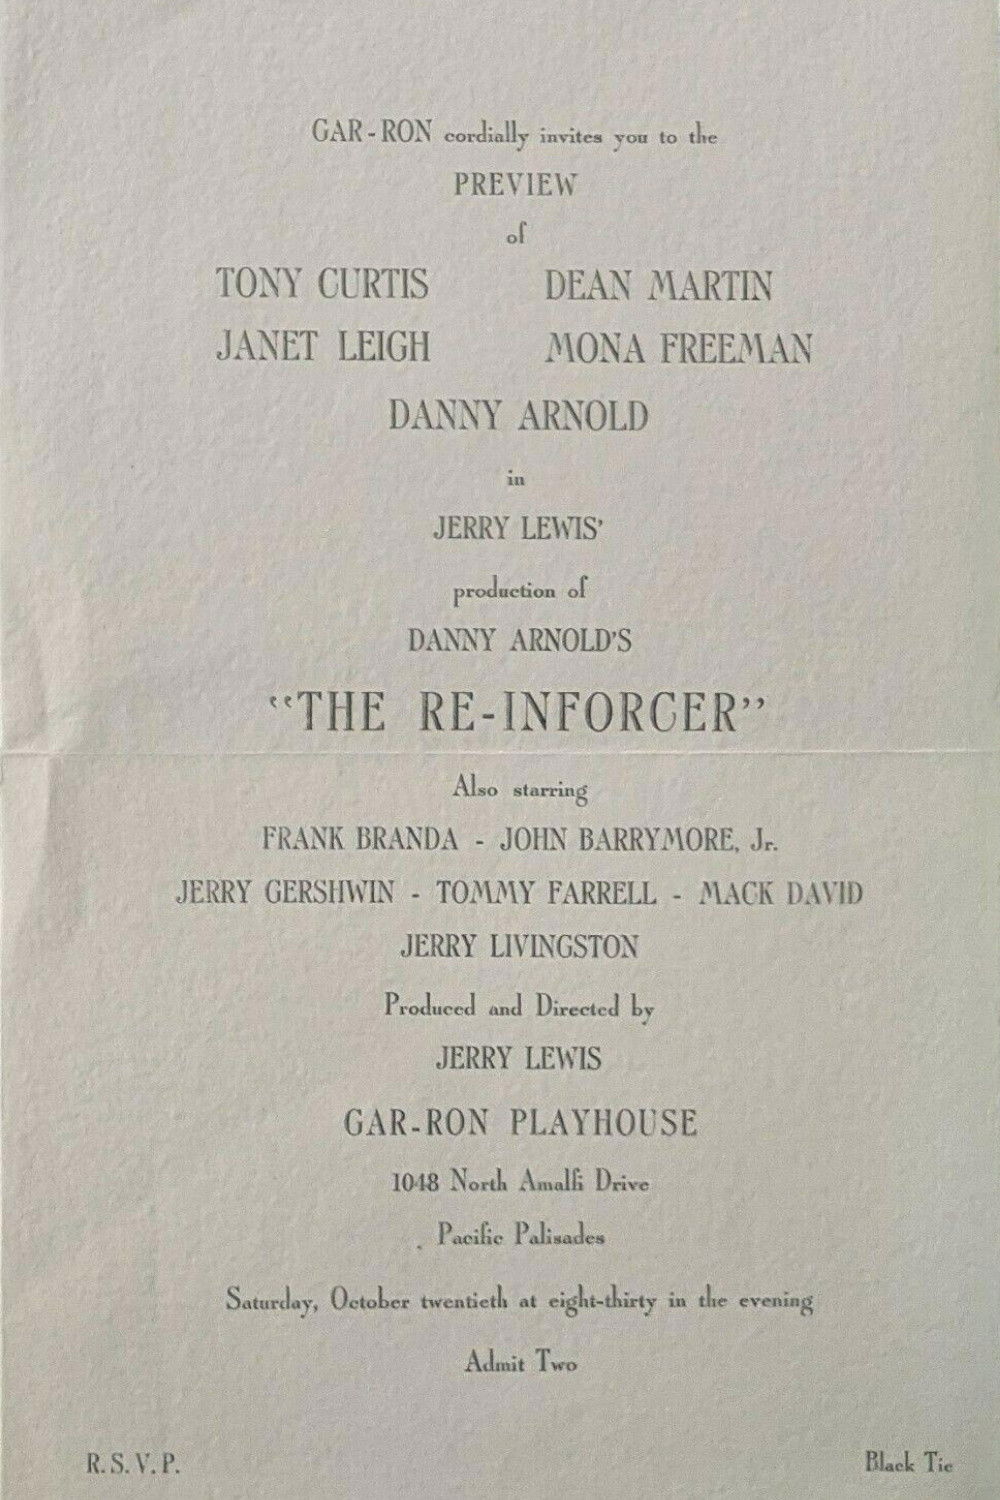 GAR-RON cordially invites you to the
PREVIEW
of
TONY CURTIS DEAN MARTIN
JANET LEIGH MONA FREEMAN
DANNY ARNOLD
in
JERRY LEWIS'
production of
DANNY ARNOLD'S
“THE RE-INFORCER”
Also starring
FRANK BRANDA - JOHN BARRYMORE, Jr.
JERRY GERSHWIN - TOMMY FARRELL - MACK DAVID
JERRY LIVINGSTON
Produced and Directed by
JERRY LEWIS
GAR-RON PLAYHOUSE
1048 North Amalfi Drive
Pacific Palisades
Saturday, October twentieth at eight-thirty in the evening
Admit Two
R. S. V. P. Black Tie